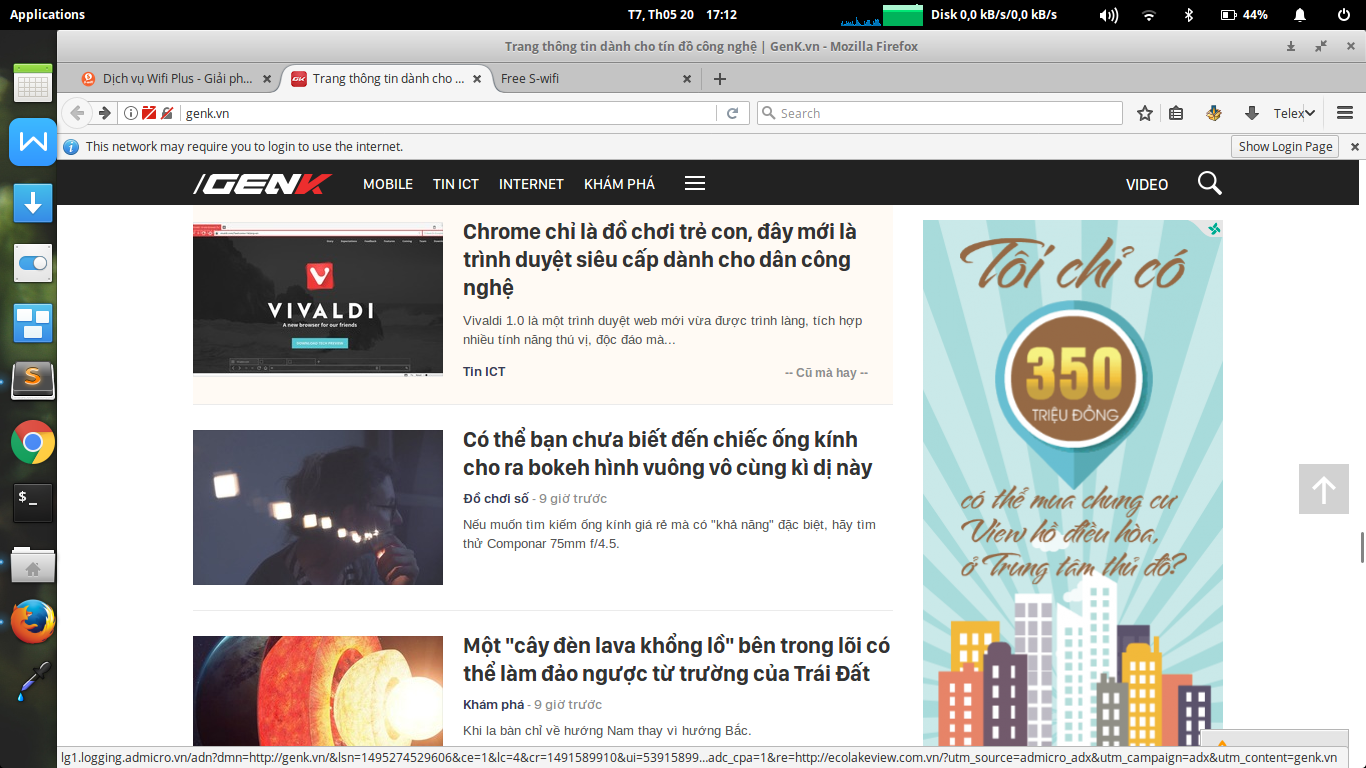 Applications
T7, Th05 20 17:12
Disk 0,0 kB/s/0,0 kB/s
44%
Trang thông tin dành cho tín đồ công nghệ | GenK.vn - Mozilla Firefox
Dịch vụ Wifi Plus - Giải ph...
GK
Trang thông tin dành cho ...
Free S-wifi
genk.vn
Search
Telex
This network may require you to login to use the internet.
Show Login Page
/GENK
MOBILE
TIN ICT
INTERNET
KHÁM PHÁ
VIDEO
VIVALDI
A new browser for our friends
Chrome chỉ là đồ chơi trẻ con, đây mới là
trình duyệt siêu cấp dành cho dân công
nghệ
Vivaldi 1.0 là một trình duyệt web mới vừa được trình làng, tích hợp
nhiều tính năng thú vị, độc đáo mà...
Tin ICT
-- Cũ mà hay --
Có thể bạn chưa biết đến chiếc ống kính
cho ra bokeh hình vuông vô cùng kì dị này
Đồ chơi số - 9 giờ trước
Nếu muốn tìm kiếm ống kính giá rẻ mà có "khả năng" đặc biệt, hãy tìm
thử Componar 75mm f/4.5.
Một "cây đèn lava khổng lồ" bên trong lõi có
thể làm đảo ngược từ trường của Trái Đất
Khám phá - 9 giờ trước
Khi la bàn chỉ về hướng Nam thay vì hướng Bắc.
Tôi chỉ có
350
TRIỆU ĐỒNG
có thể mua chung cư
View hồ điều hòa,
ở Trung tâm thủ đô?
S
$_
lg1.logging.admicro.vn/adn?dmn=http://genk.vn/&lsn=1495274529606&ce=1&lc=4&cr=1491589910&ui=53915899...adc_cpa=1&re=http://ecolakeview.com.vn/?utm_source=admicro_adx&utm_campaign=adx&utm_content=genk.vn